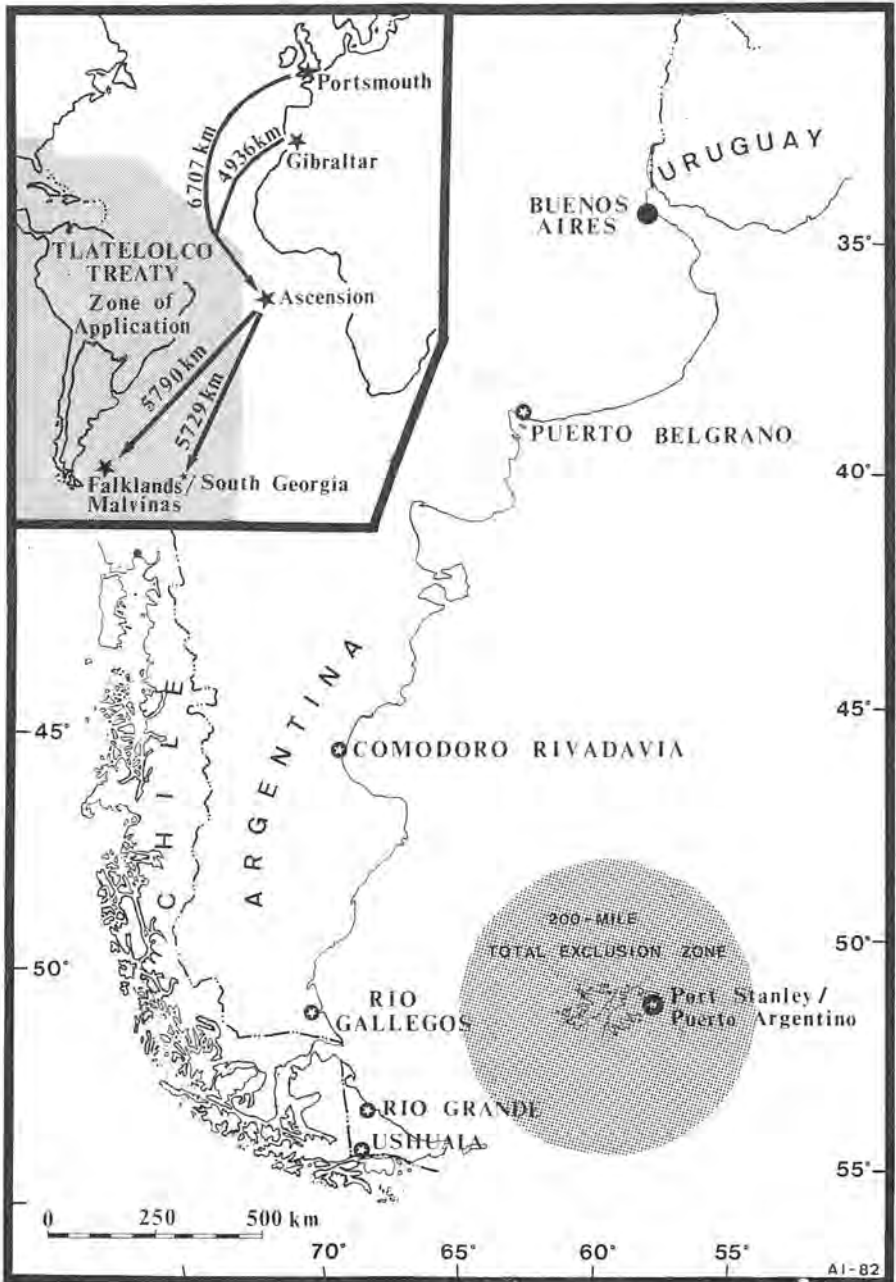 Portsmouth
6707 km
4936km
Gibraltar
TLATELOLCO
TREATY
Zone of
Application
Ascension
5790 km
5729 km
Falklands/
Malvinas
South Georgia
URUGUAY
BUENOS
AIRES
35°
PUERTO BELGRANO
40°
CHILE
ARGENTINA
45°
45°
COMODORO RIVADAVIA
200-MILE
TOTAL EXCLUSION ZONE
50°
50°
Port Stanley/
Puerto Argentino
RIO
GALLEGOS
RIO GRANDE
USHUAIA
55°
0 250 500 km
70° 65° 60° 55°
A1-82